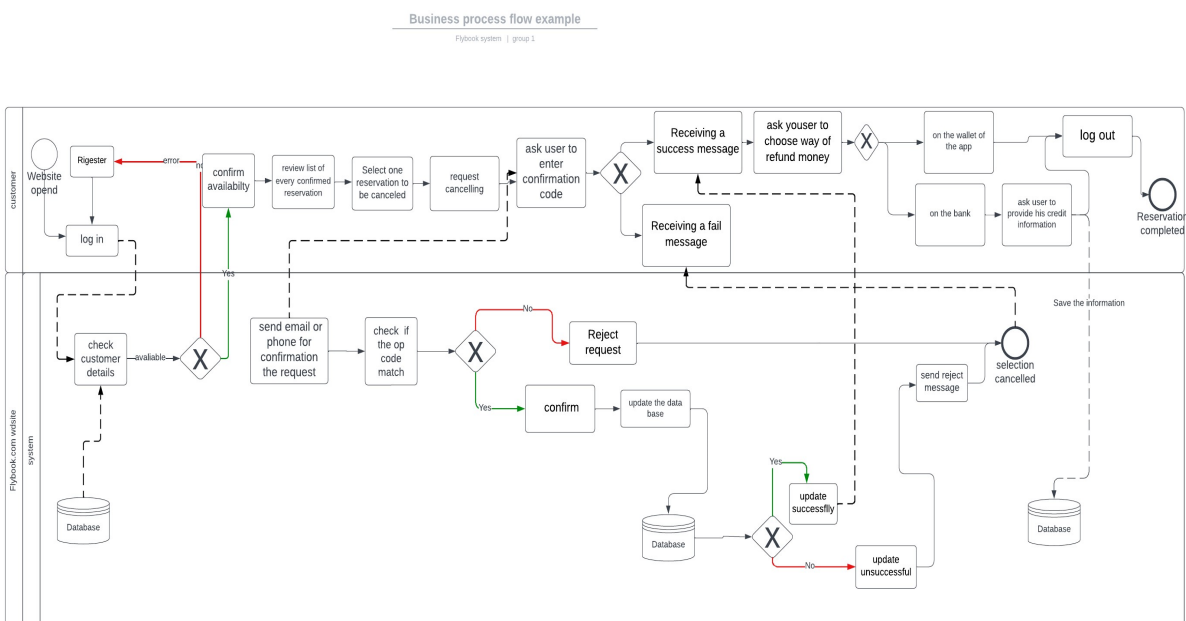 Business process flow example
Flybook system | group 1
customer
Website
opend
Rigester
log in
error
no
confirm
availabilty
review list of
every confirmed
reservation
Select one
reservation to
be canceled
request
cancelling
ask user to
enter
confirmation
code
X
Receiving a
success message
Receiving a fail
message
ask youser to
choose way of
refund money
X
on the wallet of
the app
on the bank
ask user to
provide his credit
information
log out
Reservation
completed
Flybook.com wdsite
system
Yes
check
customer
details
avaliable
X
Database
send email or
phone for
confirmation
the request
check if
the op
code
match
X
No
Reject
request
Yes
confirm
update the data
base
Database
X
Yes
update
successflly
No
update
unsuccessful
send reject
message
selection
cancelled
Save the information
Database